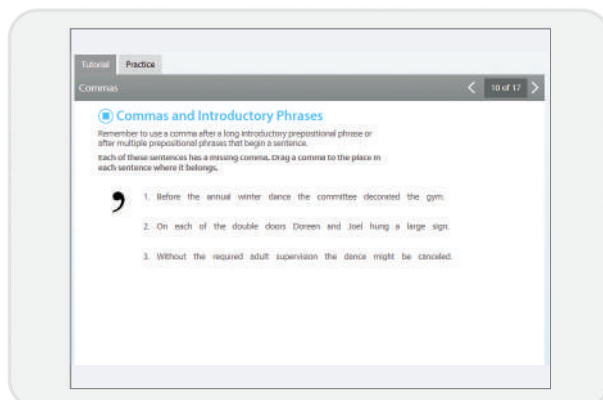 Tutorial Practice
Commas
10 of 17
Commas and Introductory Phrases
Remember to use a comma after a long introductory prepositional phrase or
after multiple prepositional phrases that begin a sentence.
Each of these sentences has a missing comma. Drag a comma to the place in
each sentence where it belongs.
,
1. Before the annual winter dance the committee decorated the gym.
2. On each of the double doors Doreen and Joel hung a large sign.
3. Without the required adult supervision the dance might be canceled.